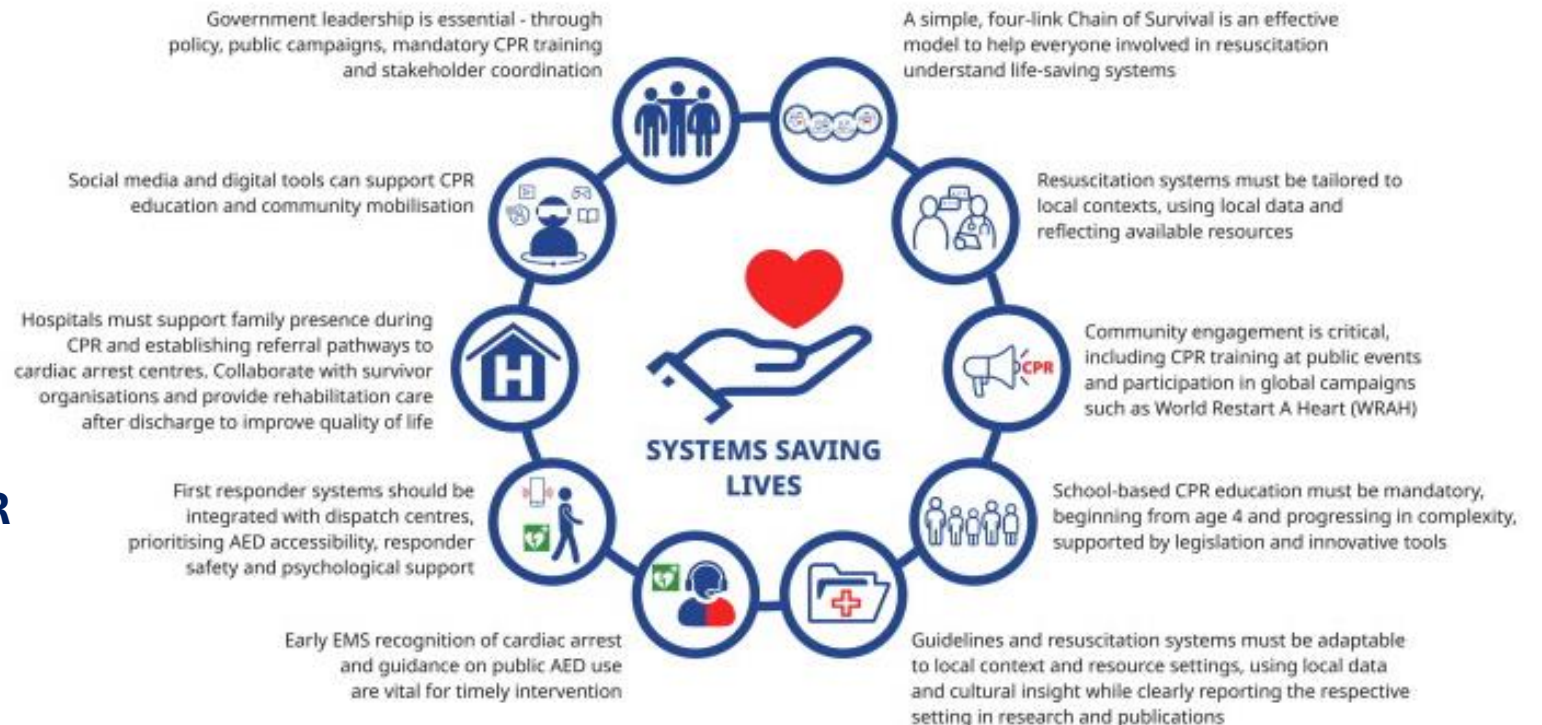 Government leadership is essential - through
policy, public campaigns, mandatory CPR training
and stakeholder coordination
A simple, four-link Chain of Survival is an effective
model to help everyone involved in resuscitation
understand life-saving systems
Social media and digital tools can support CPR
education and community mobilisation
Resuscitation systems must be tailored to
local contexts, using local data and
reflecting available resources
Hospitals must support family presence during
CPR and establishing referral pathways to
cardiac arrest centres. Collaborate with survivor
organisations and provide rehabilitation care
after discharge to improve quality of life
H
CPR
Community engagement is critical,
including CPR training at public events
and participation in global campaigns
such as World Restart A Heart (WRAH)
SYSTEMS SAVING
LIVES
R
First responder systems should be
integrated with dispatch centres,
prioritising AED accessibility, responder
safety and psychological support
School-based CPR education must be mandatory,
beginning from age 4 and progressing in complexity,
supported by legislation and innovative tools
Early EMS recognition of cardiac arrest
and guidance on public AED use
are vital for timely intervention
Guidelines and resuscitation systems must be adaptable
to local context and resource settings, using local data
and cultural insight while clearly reporting the respective
setting in research and publications